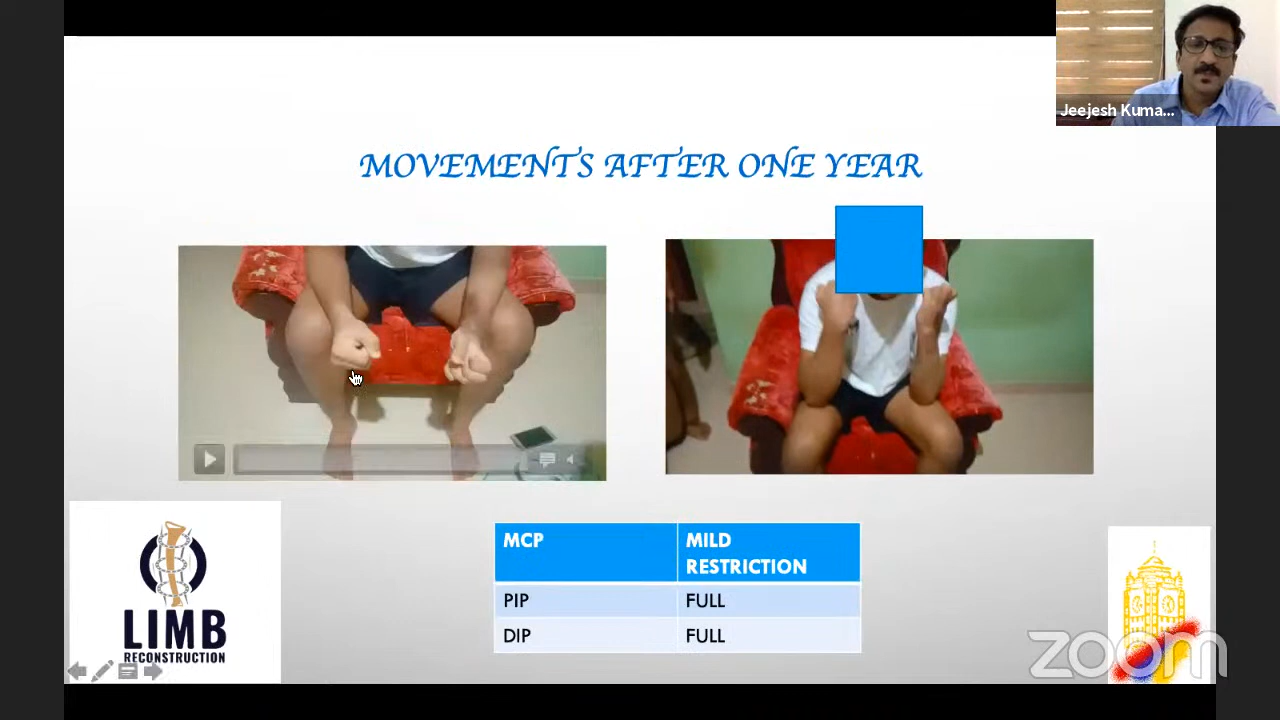 Jeejesh Kuma...
MOVEMENTS AFTER ONE YEAR
MCP
MILD
RESTRICTION
PIP
FULL
DIP
FULL
LIMB
RECONSTRUCTION
zoom